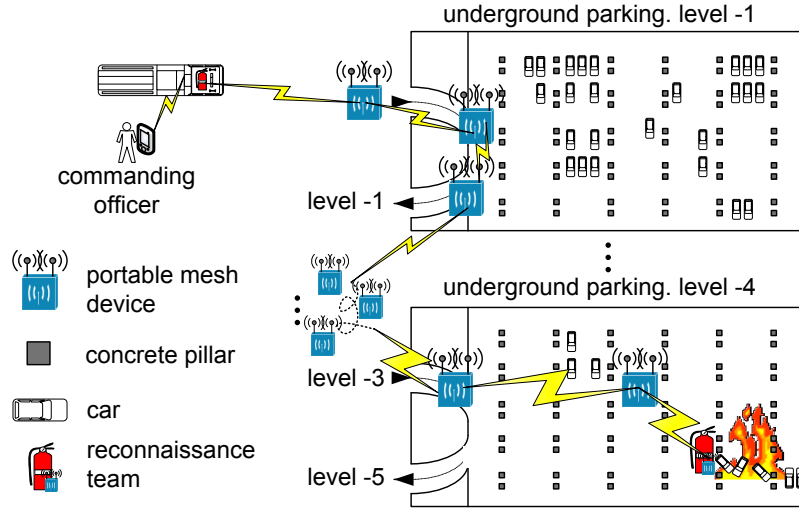 underground parking. level -1
commanding
officer
level -1
portable mesh
device
underground parking. level -4
concrete pillar
level -3
car
reconnaissance
team
level -5